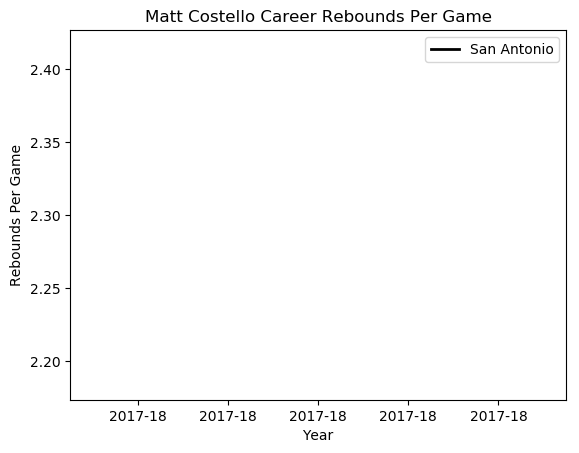 Matt Costello Career Rebounds Per Game
San Antonio
2.40
2.35
2.30
2.25
2.20
Rebounds Per Game
2017-18 2017-18 2017-18 2017-18 2017-18
Year